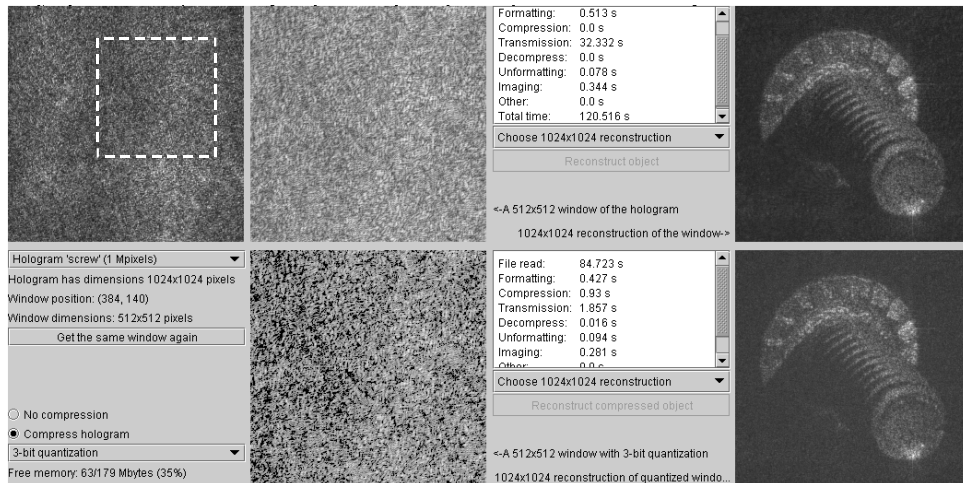 Formatting: 0.513 s
Compression: 0.0 s
Transmission: 32.332 s
Decompress: 0.0 s
Unformatting: 0.078 s
Imaging: 0.344 s
Other: 0.0 s
Total time: 120.516 s
Choose 1024x1024 reconstruction
Reconstruct object
<-A 512x512 window of the hologram
1024x1024 reconstruction of the window->
Hologram 'screw' (1 Mpixels)
Hologram has dimensions 1024x1024 pixels
Window position: (384, 140)
Window dimensions: 512x512 pixels
Get the same window again
No compression
Compress hologram
3-bit quantization
Free memory: 63/179 Mbytes (35%)
File read: 84.723 s
Formatting: 0.427 s
Compression: 0.93 s
Transmission: 1.857 s
Decompress: 0.016 s
Unformatting: 0.094 s
Imaging: 0.281 s
Other: 0.0 s
Choose 1024x1024 reconstruction
Reconstruct compressed object
<-A 512x512 window with 3-bit quantization
1024x1024 reconstruction of quantized windo...